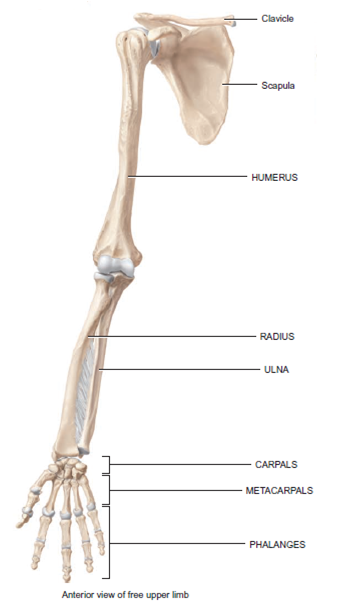 Clavicle
Scapula
HUMERUS
RADIUS
ULNA
CARPALS
METACARPALS
PHALANGES
Anterior view of free upper limb